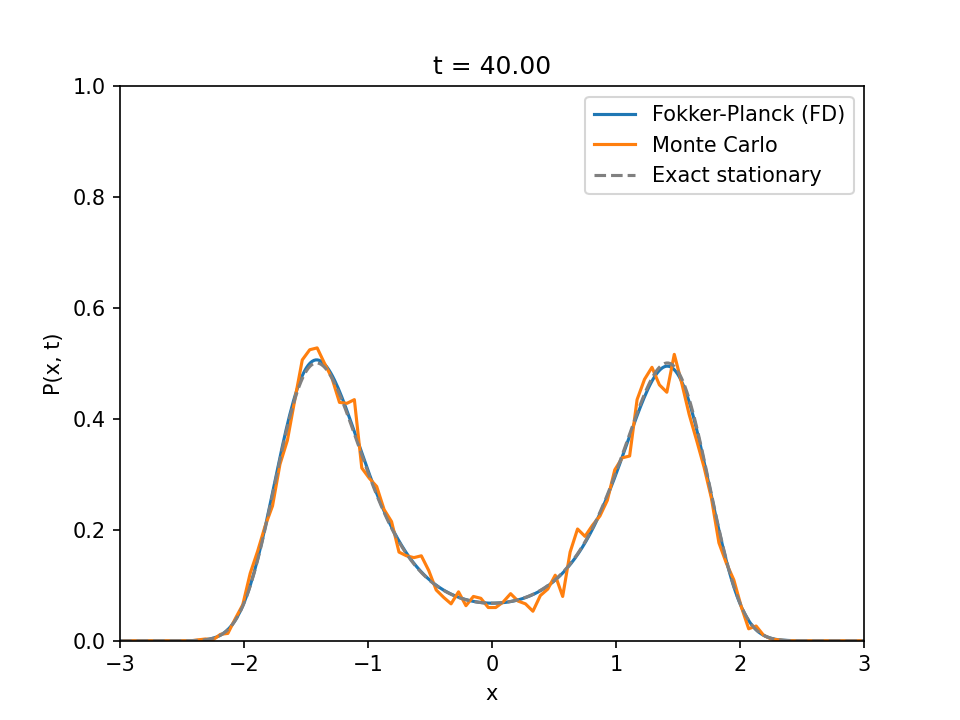 t = 40.00
1.0
0.8
0.6
0.4
0.2
0.0
P(x, t)
Fokker-Planck (FD)
Monte Carlo
Exact stationary
−3 −2 −1 0 1 2 3
x